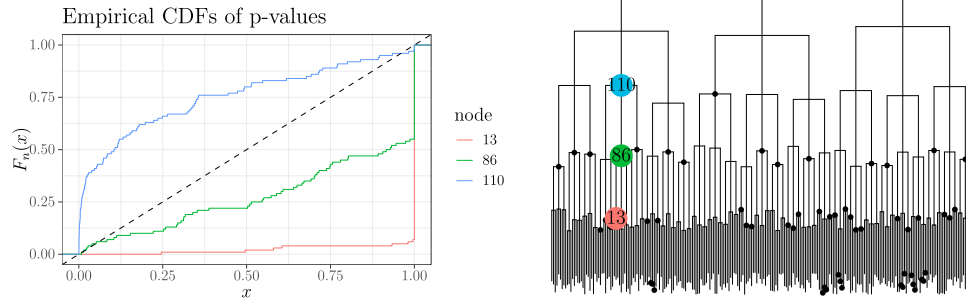 Empirical CDFs of p-values
1.00
0.75
0.50
0.25
0.00
F_n(x)
0.00 0.25 0.50 0.75 1.00
x
node
13
86
110
110
86
13